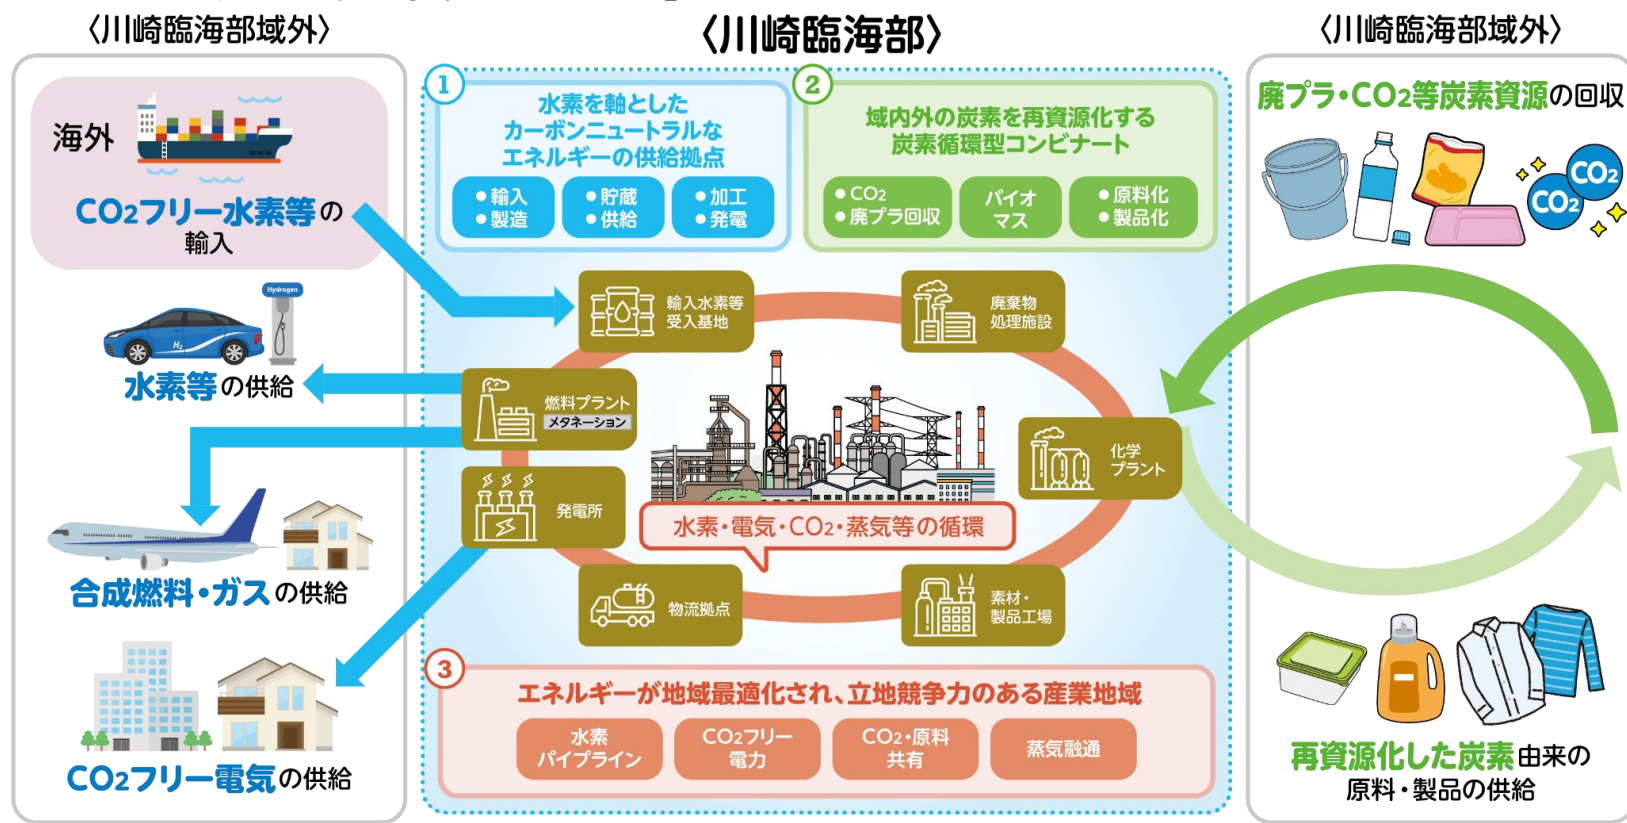 〈川崎臨海部域外〉
〈川崎臨海部〉
〈川崎臨海部域外〉
海外
CO₂フリー水素等の
輸入
Hydrogen
H₂
水素等の供給
合成燃料・ガスの供給
CO₂フリー電気の供給
1
水素を軸とした
カーボンニュートラルな
エネルギーの供給拠点
●輸入
●製造
●貯蔵
●供給
●加工
●発電
2
域内外の炭素を再資源化する
炭素循環型コンビナート
●CO₂
●廃プラ回収
バイオ
マス
●原料化
●製品化
輸入水素等
受入基地
廃棄物
処理施設
燃料プラント
メタネーション
化学
プラント
発電所
水素・電気・CO₂・蒸気等の循環
物流拠点
素材・
製品工場
3
エネルギーが地域最適化され、立地競争力のある産業地域
水素
パイプライン
CO₂フリー
電力
CO₂・原料
共有
蒸気融通
廃プラ・CO₂等炭素資源の回収
CO₂
CO₂
再資源化した炭素由来の
原料・製品の供給